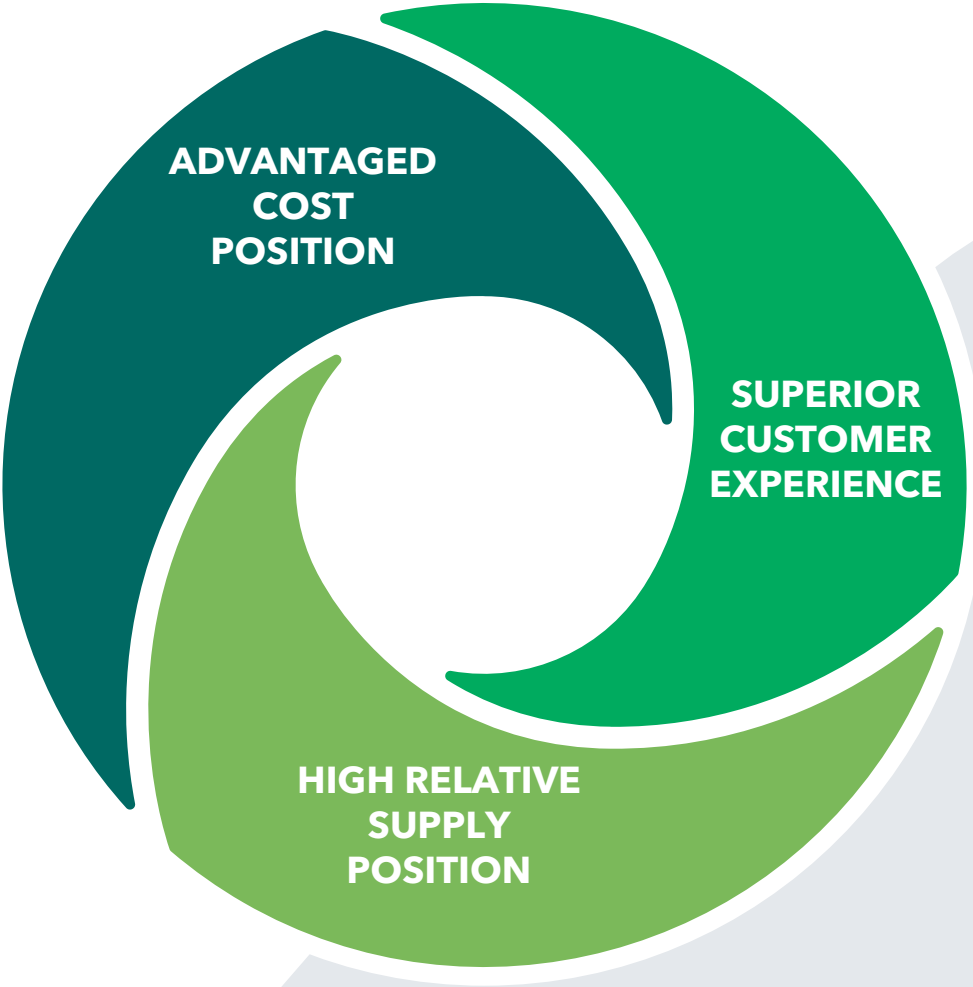 ADVANTAGED
COST
POSITION
SUPERIOR
CUSTOMER
EXPERIENCE
HIGH RELATIVE
SUPPLY
POSITION